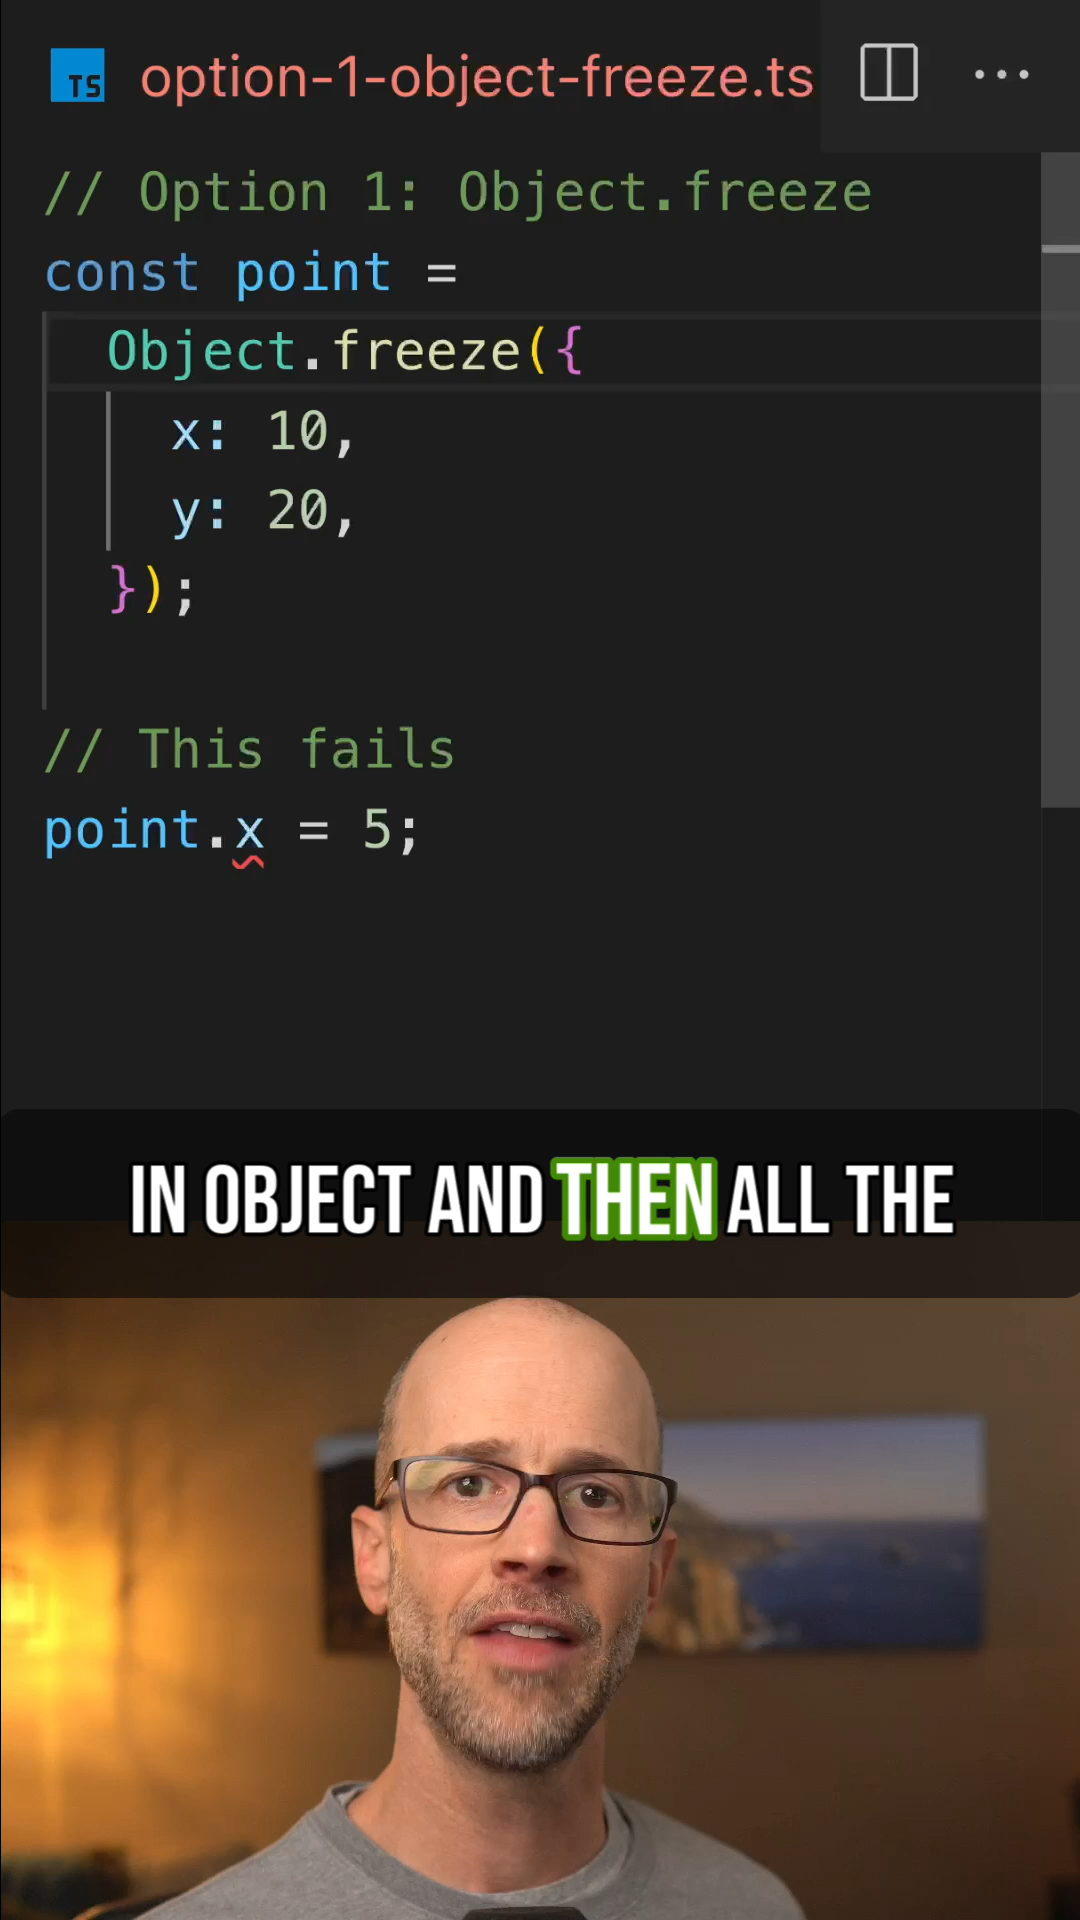 TS option-1-object-freeze.ts ...
// Option 1: Object.freeze
const point =
  Object.freeze({
    x: 10,
    y: 20,
  });
// This fails
point.x = 5;
IN OBJECT AND THEN ALL THE